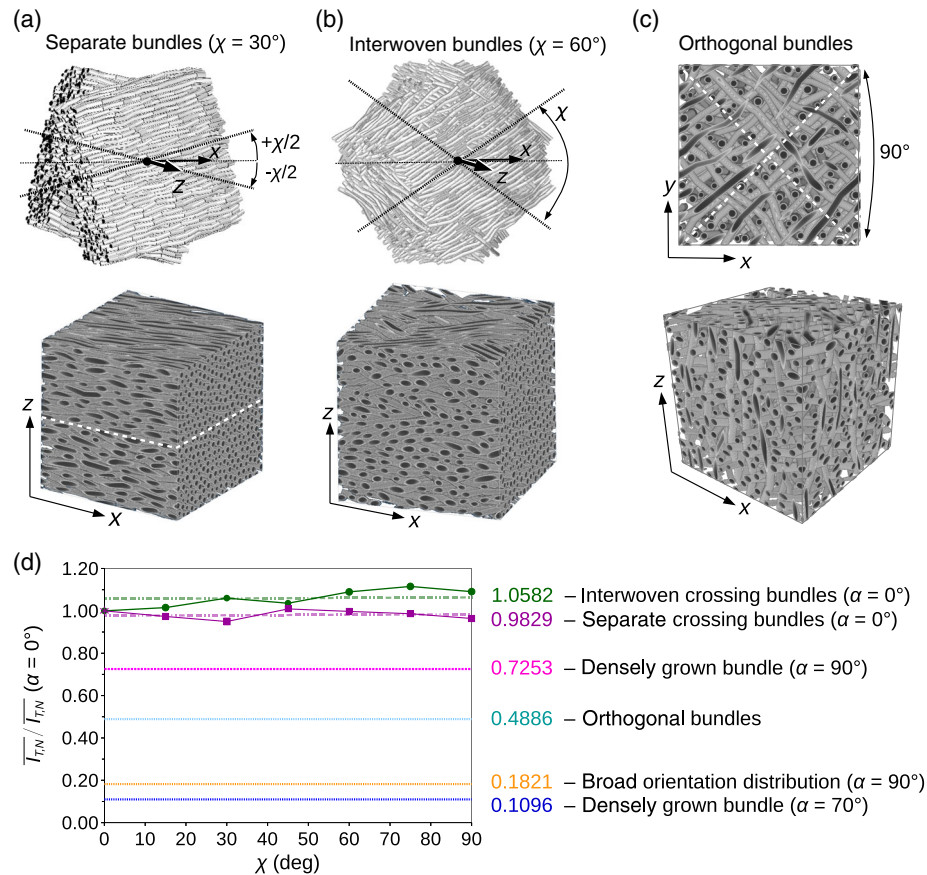 (a)
Separate bundles (χ = 30°)
+χ/2
-χ/2
x
z
z
x
(b)
Interwoven bundles (χ = 60°)
χ
x
z
z
x
(c)
Orthogonal bundles
90°
y
x
z
x
(d)
I_T,N / I_T,N (α = 0°)
1.20
1.00
0.80
0.60
0.40
0.20
0.00
0 10 20 30 40 50 60 70 80 90
χ (deg)
1.0582 – Interwoven crossing bundles (α = 0°)
0.9829 – Separate crossing bundles (α = 0°)
0.7253 – Densely grown bundle (α = 90°)
0.4886 – Orthogonal bundles
0.1821 – Broad orientation distribution (α = 90°)
0.1096 – Densely grown bundle (α = 70°)